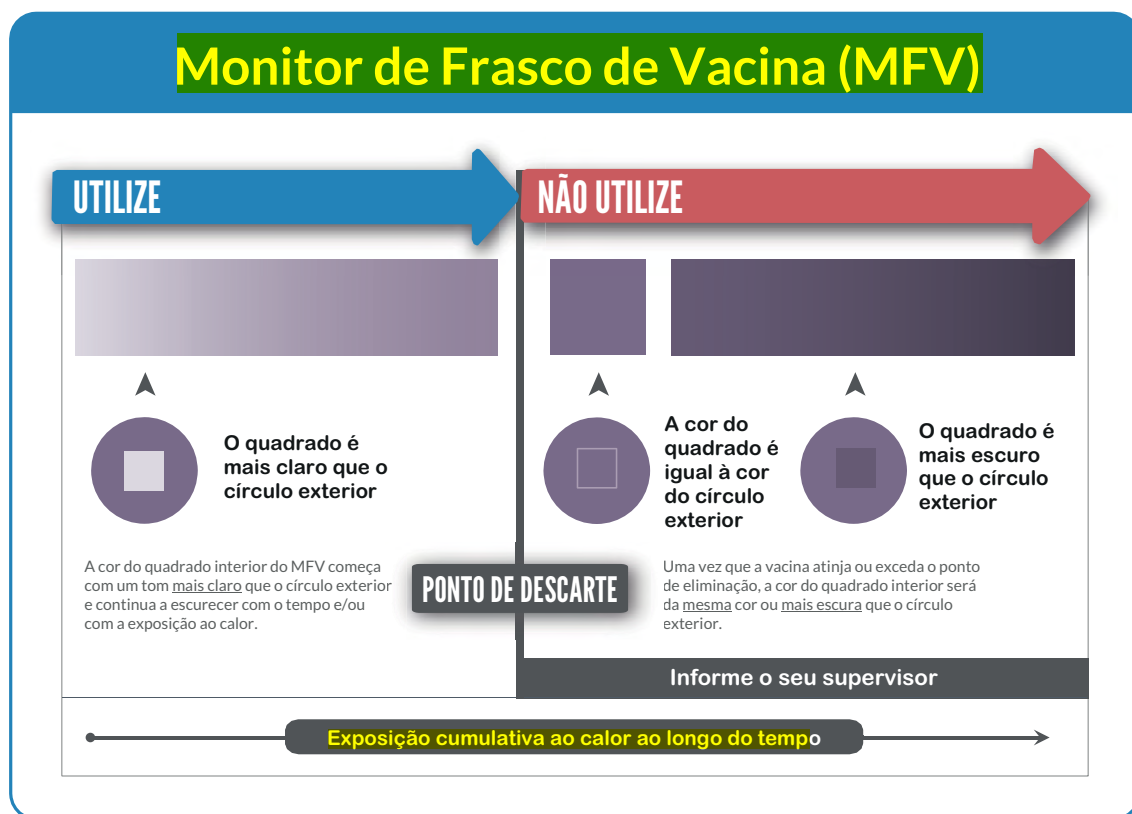 Monitor de Frasco de Vacina (MFV)
UTILIZE
NÃO UTILIZE
O quadrado é
mais claro que o
círculo exterior
A cor do
quadrado é
igual à cor
do círculo
exterior
O quadrado é
mais escuro
que o círculo
exterior
A cor do quadrado interior do MFV começa
com um tom mais claro que o círculo exterior
e continua a escurecer com o tempo e/ou
com a exposição ao calor.
PONTO DE DESCARTE
Uma vez que a vacina atinja ou exceda o ponto
de eliminação, a cor do quadrado interior será
da mesma cor ou mais escura que o círculo
exterior.
Informe o seu supervisor
Exposição cumulativa ao calor ao longo do tempo